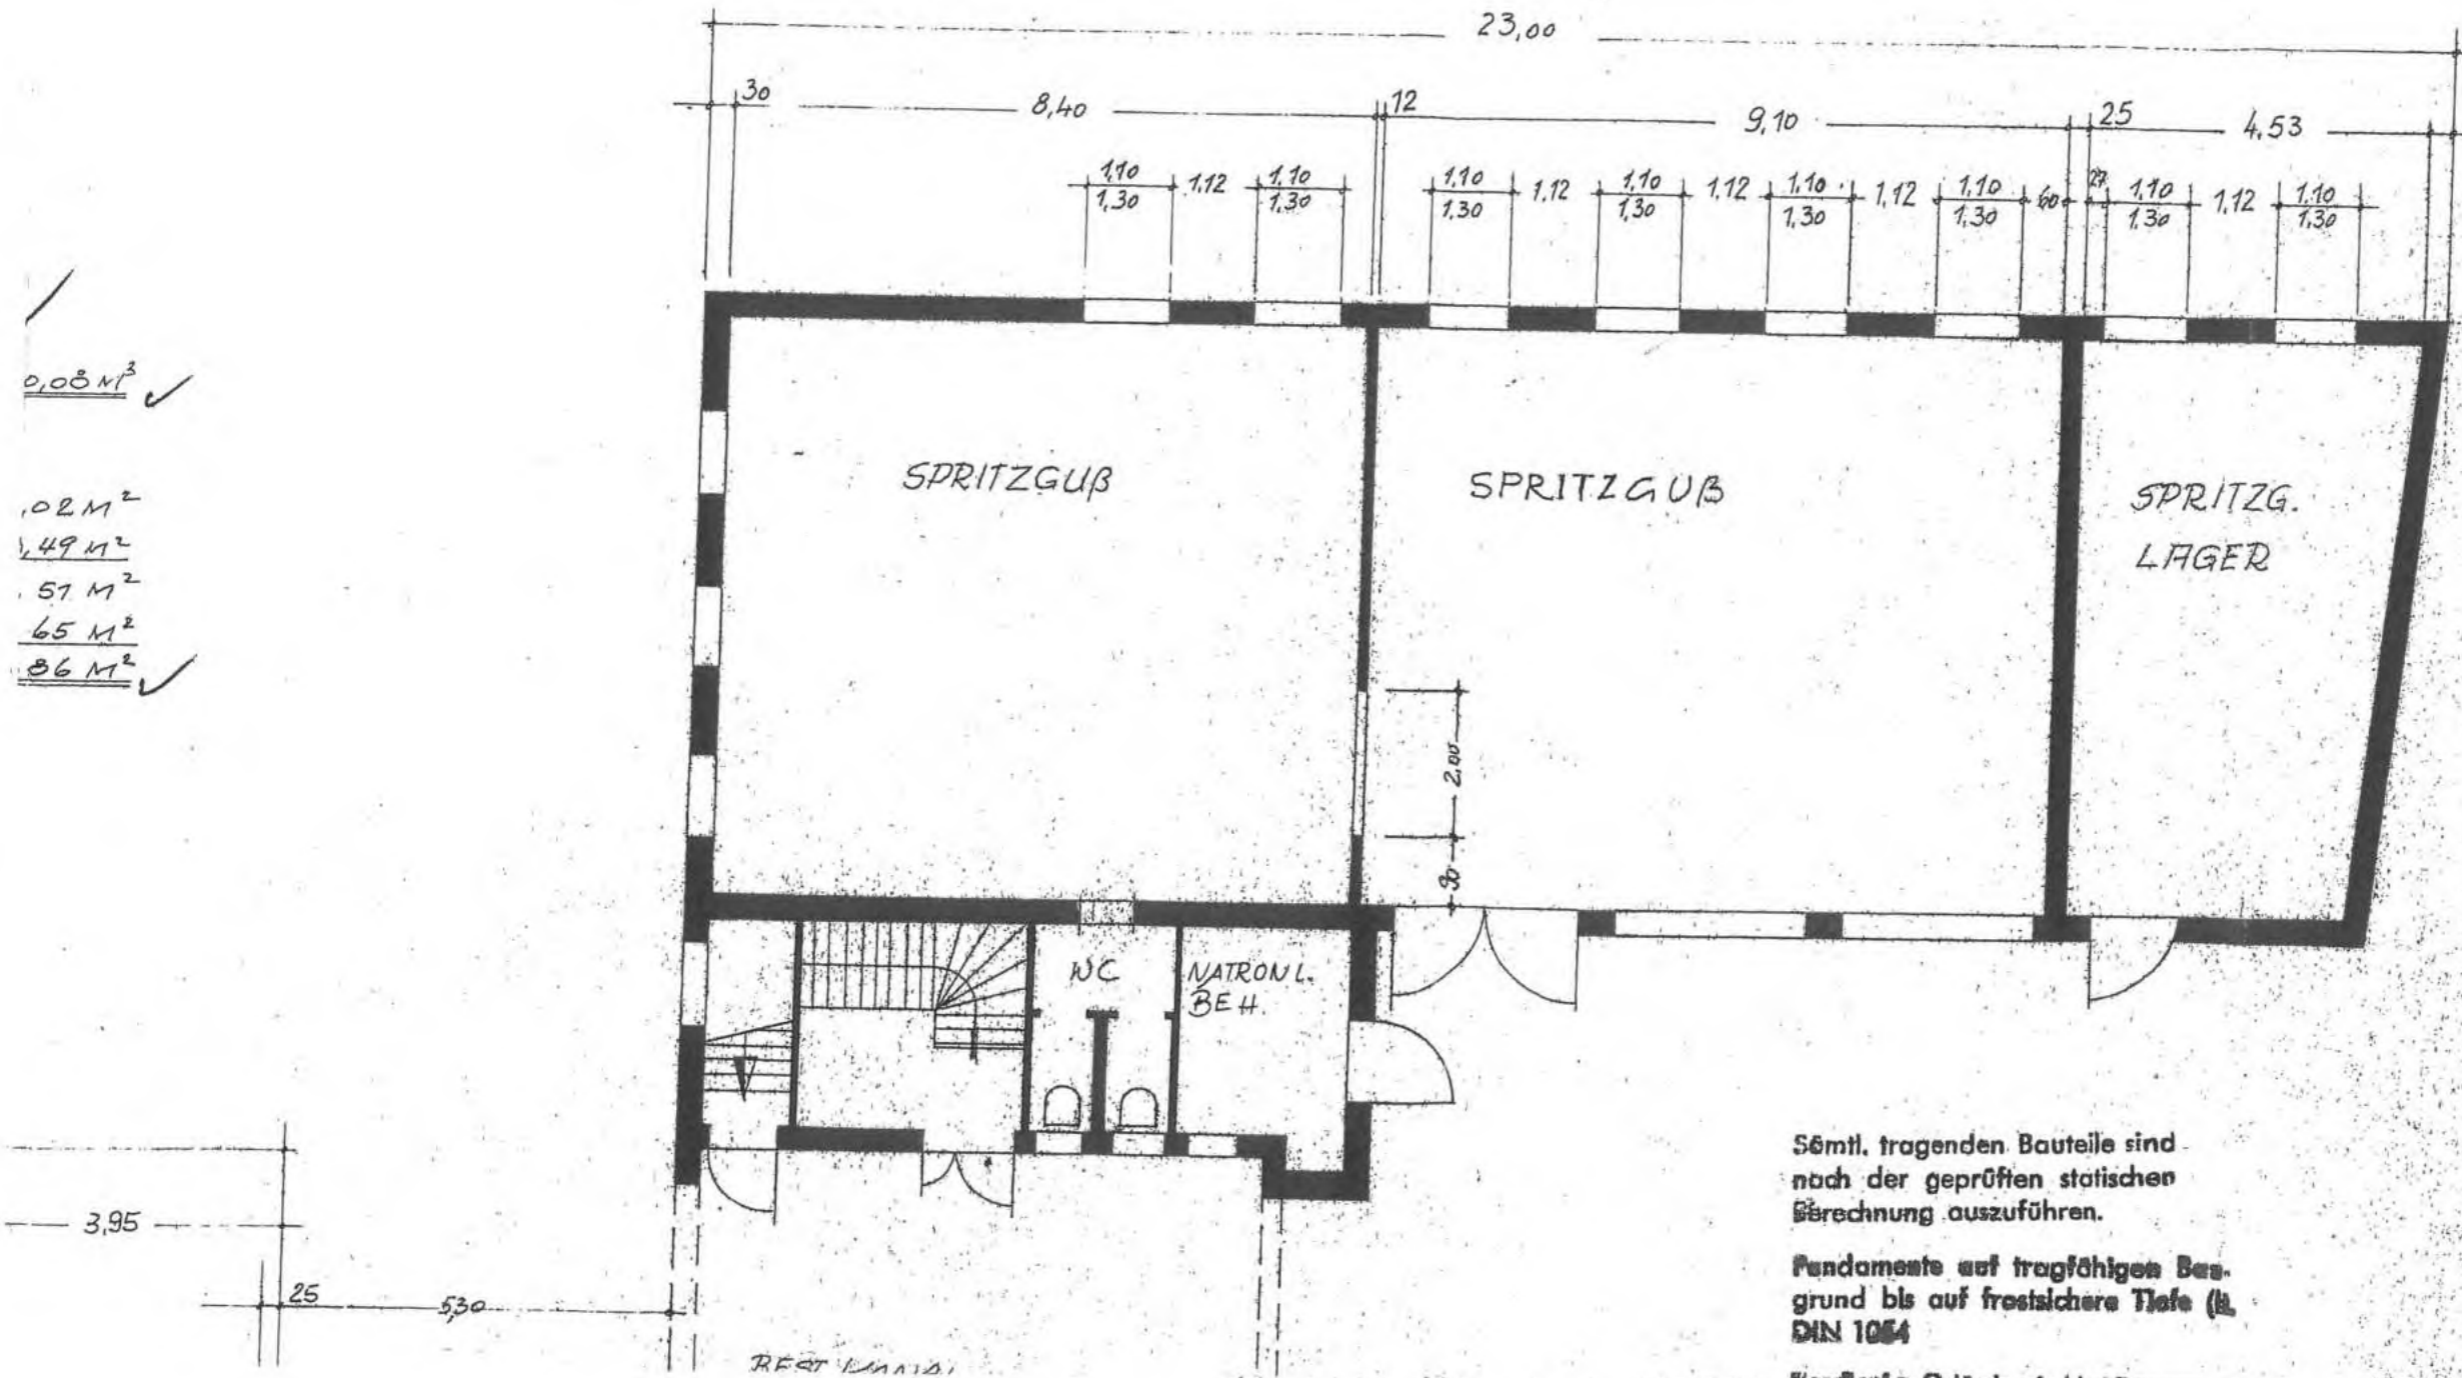 23,00
30
8,40
12
9,10
25
4,53
1,10
1,30
1,12
1,10
1,30
1,10
1,30
1,12
1,10
1,30
1,12
1,10
1,30
1,12
1,10
1,30
60
27
1,10
1,30
1,12
1,10
1,30
0,08 M³
,02 M²
,49 M²
51 M²
65 M²
86 M²
SPRITZGUß
SPRITZGUß
SPRITZG.
LAGER
2,00
90
WC
NATRONL.
BEH.
3,95
25
5,30
REST
Sämtl. tragenden Bauteile sind
nach der geprüften statischen
Berechnung auszuführen.
Fundamente auf tragfähigen Bau-
grund bis auf frostsichere Tiefe (lt.
DIN 1054